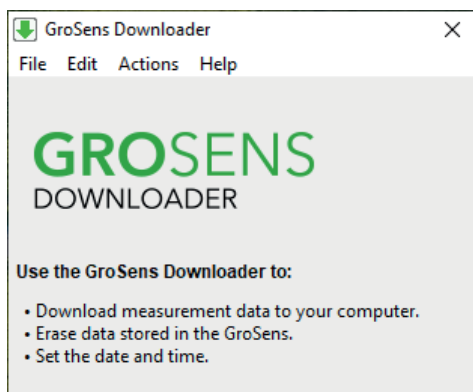 GroSens Downloader
File Edit Actions Help
GROSENS
DOWNLOADER
Use the GroSens Downloader to:
• Download measurement data to your computer.
• Erase data stored in the GroSens.
• Set the date and time.